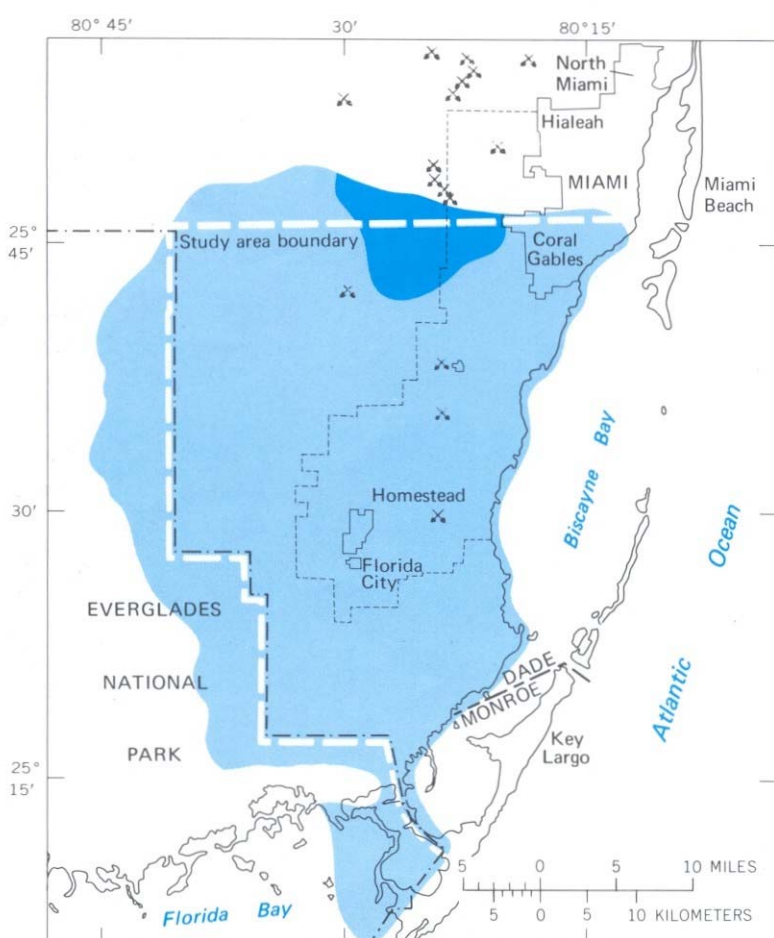 80° 45′
30′
80° 15′
North
Miami
Hialeah
MIAMI
Miami
Beach
25°
45′
Study area boundary
Coral
Gables
Biscayne Bay
30′
Homestead
Ocean
Florida
City
EVERGLADES
NATIONAL
PARK
DADE
MONROE
Atlantic
Key
Largo
25°
15′
5 0 5 10 MILES
5 0 5 10 KILOMETERS
Florida Bay